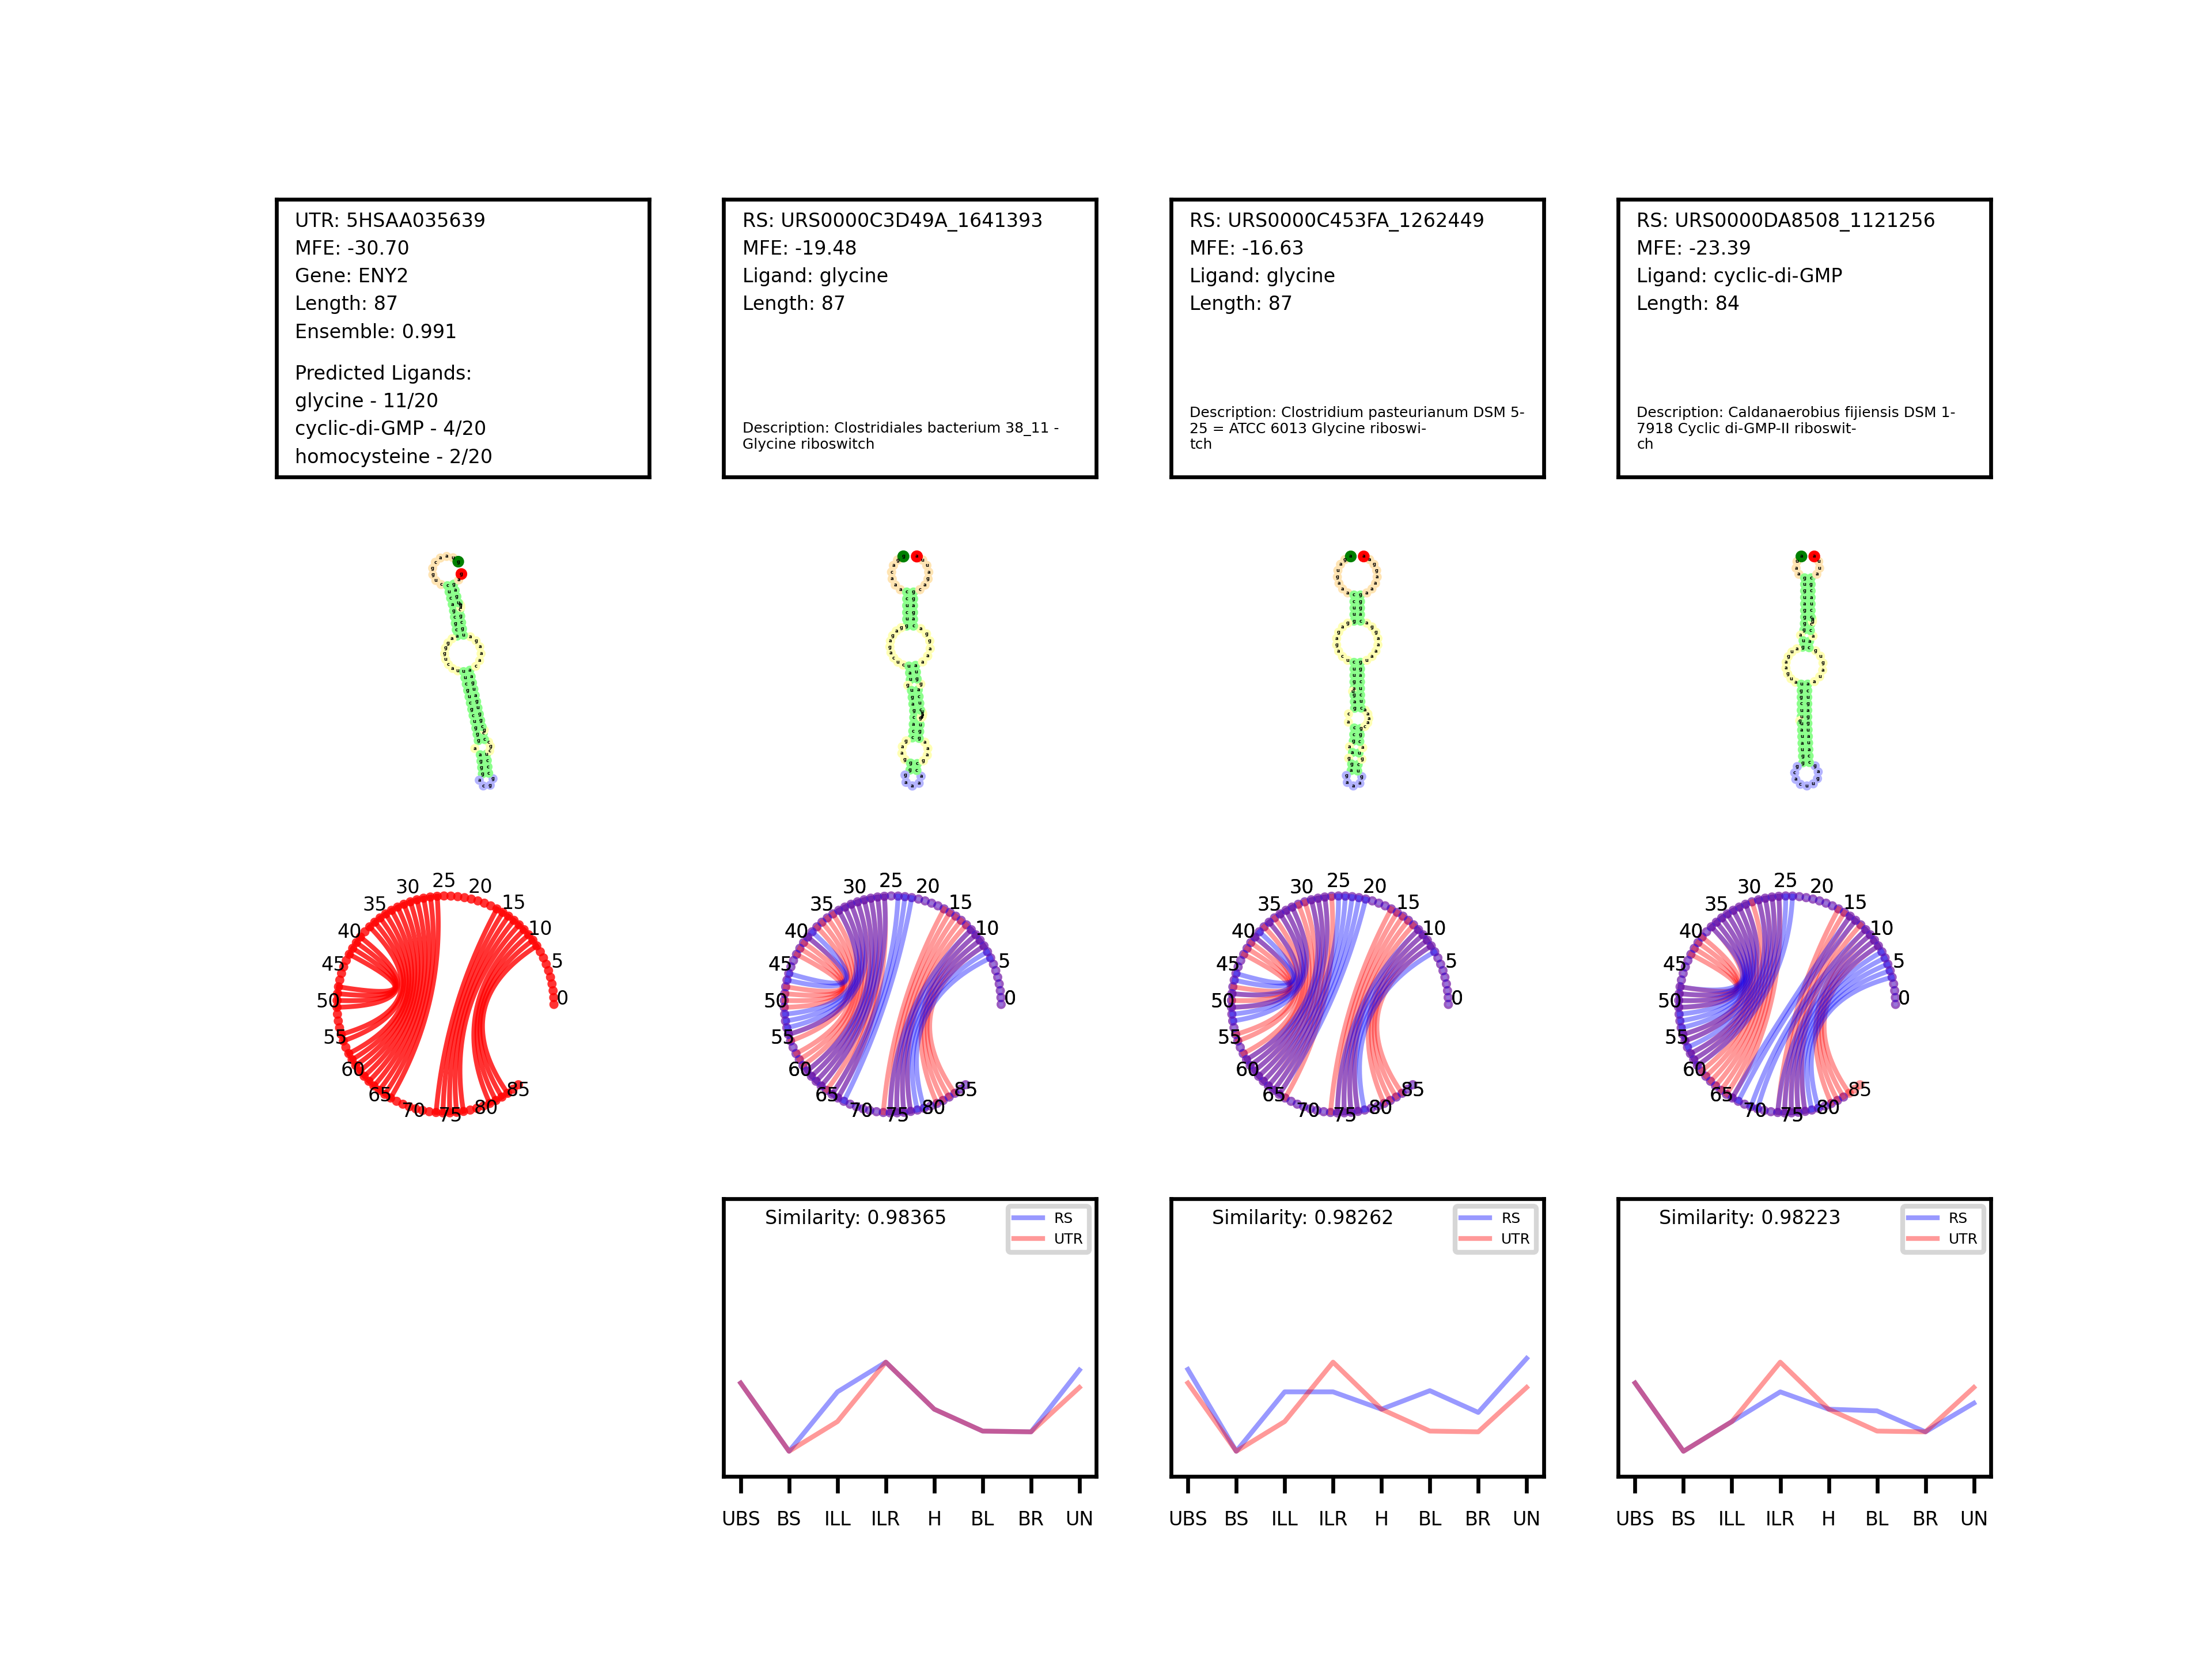 UTR: 5HSAA035639
MFE: -30.70
Gene: ENY2
Length: 87
Ensemble: 0.991
Predicted Ligands:
glycine - 11/20
cyclic-di-GMP - 4/20
homocysteine - 2/20
RS: URS0000C3D49A_1641393
MFE: -19.48
Ligand: glycine
Length: 87
Description: Clostridiales bacterium 38_11 -
Glycine riboswitch
RS: URS0000C453FA_1262449
MFE: -16.63
Ligand: glycine
Length: 87
Description: Clostridium pasteurianum DSM 5-
25 = ATCC 6013 Glycine riboswi-
tch
RS: URS0000DA8508_1121256
MFE: -23.39
Ligand: cyclic-di-GMP
Length: 84
Description: Caldanaerobius fijiensis DSM 1-
7918 Cyclic di-GMP-II riboswit-
ch
0 5 10 15 20 25 30 35 40 45 50 55 60 65 70 75 80 85
0 5 10 15 20 25 30 35 40 45 50 55 60 65 70 75 80 85
0 5 10 15 20 25 30 35 40 45 50 55 60 65 70 75 80 85
0 5 10 15 20 25 30 35 40 45 50 55 60 65 70 75 80 85
Similarity: 0.98365
RS
UTR
UBS BS ILL ILR H BL BR UN
Similarity: 0.98262
RS
UTR
UBS BS ILL ILR H BL BR UN
Similarity: 0.98223
RS
UTR
UBS BS ILL ILR H BL BR UN